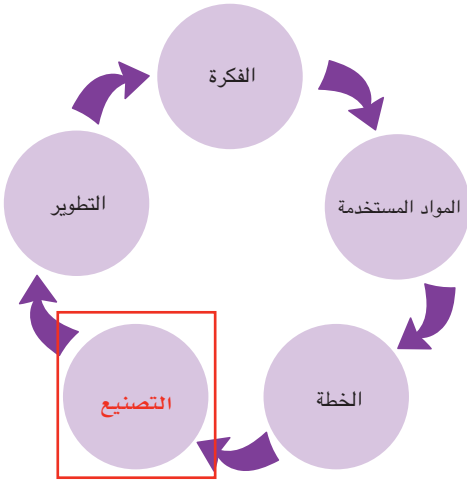 الفكرة
المواد المستخدمة
الخطة
التصنيع
التطوير